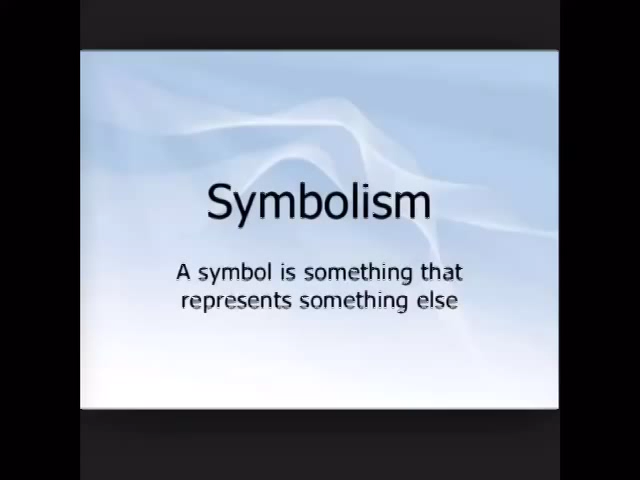 Symbolism
A symbol is something that
represents something else